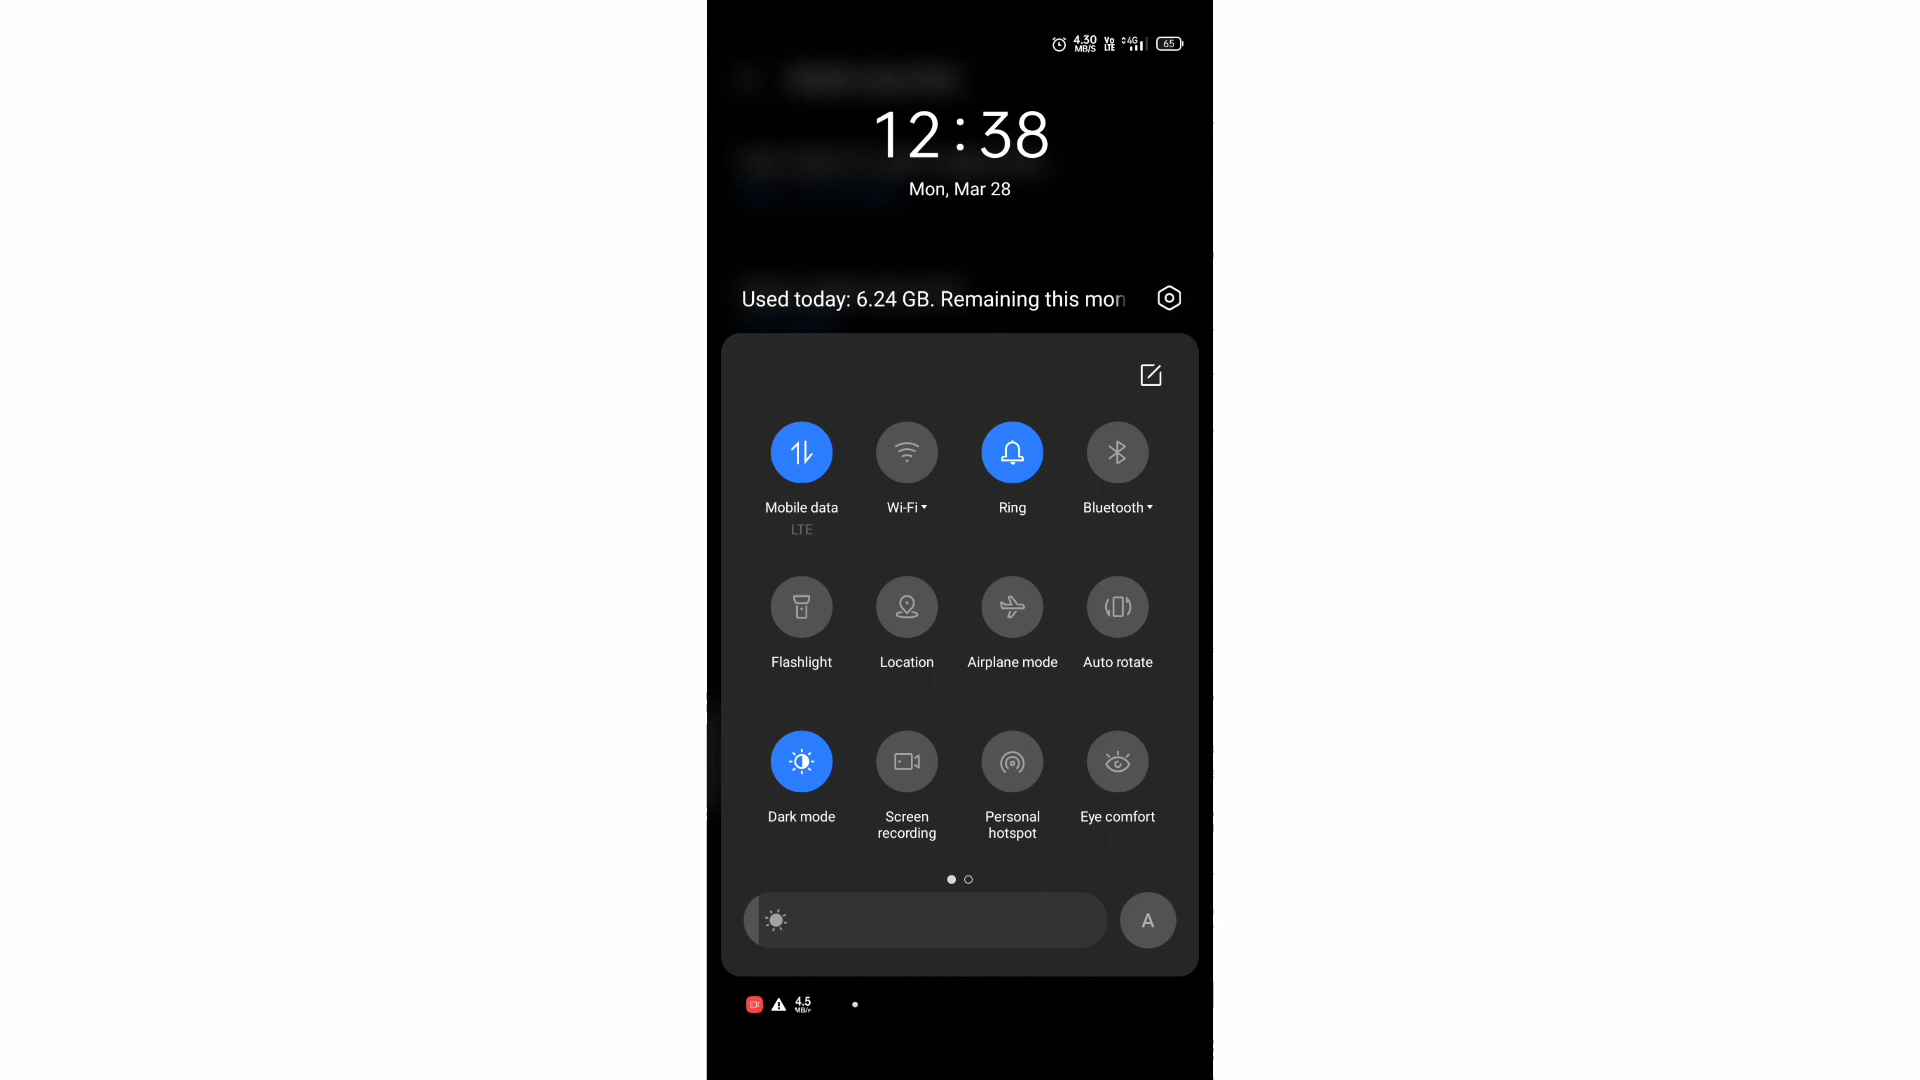 4.30
MB/S
Vo
LTE
4G
65
12:38
Mon, Mar 28
Used today: 6.24 GB. Remaining this mon
Mobile data
LTE
Wi-Fi
Ring
Bluetooth
Flashlight
Location
Airplane mode
Auto rotate
Dark mode
Screen
recording
Personal
hotspot
Eye comfort
A
4.5
MB/s